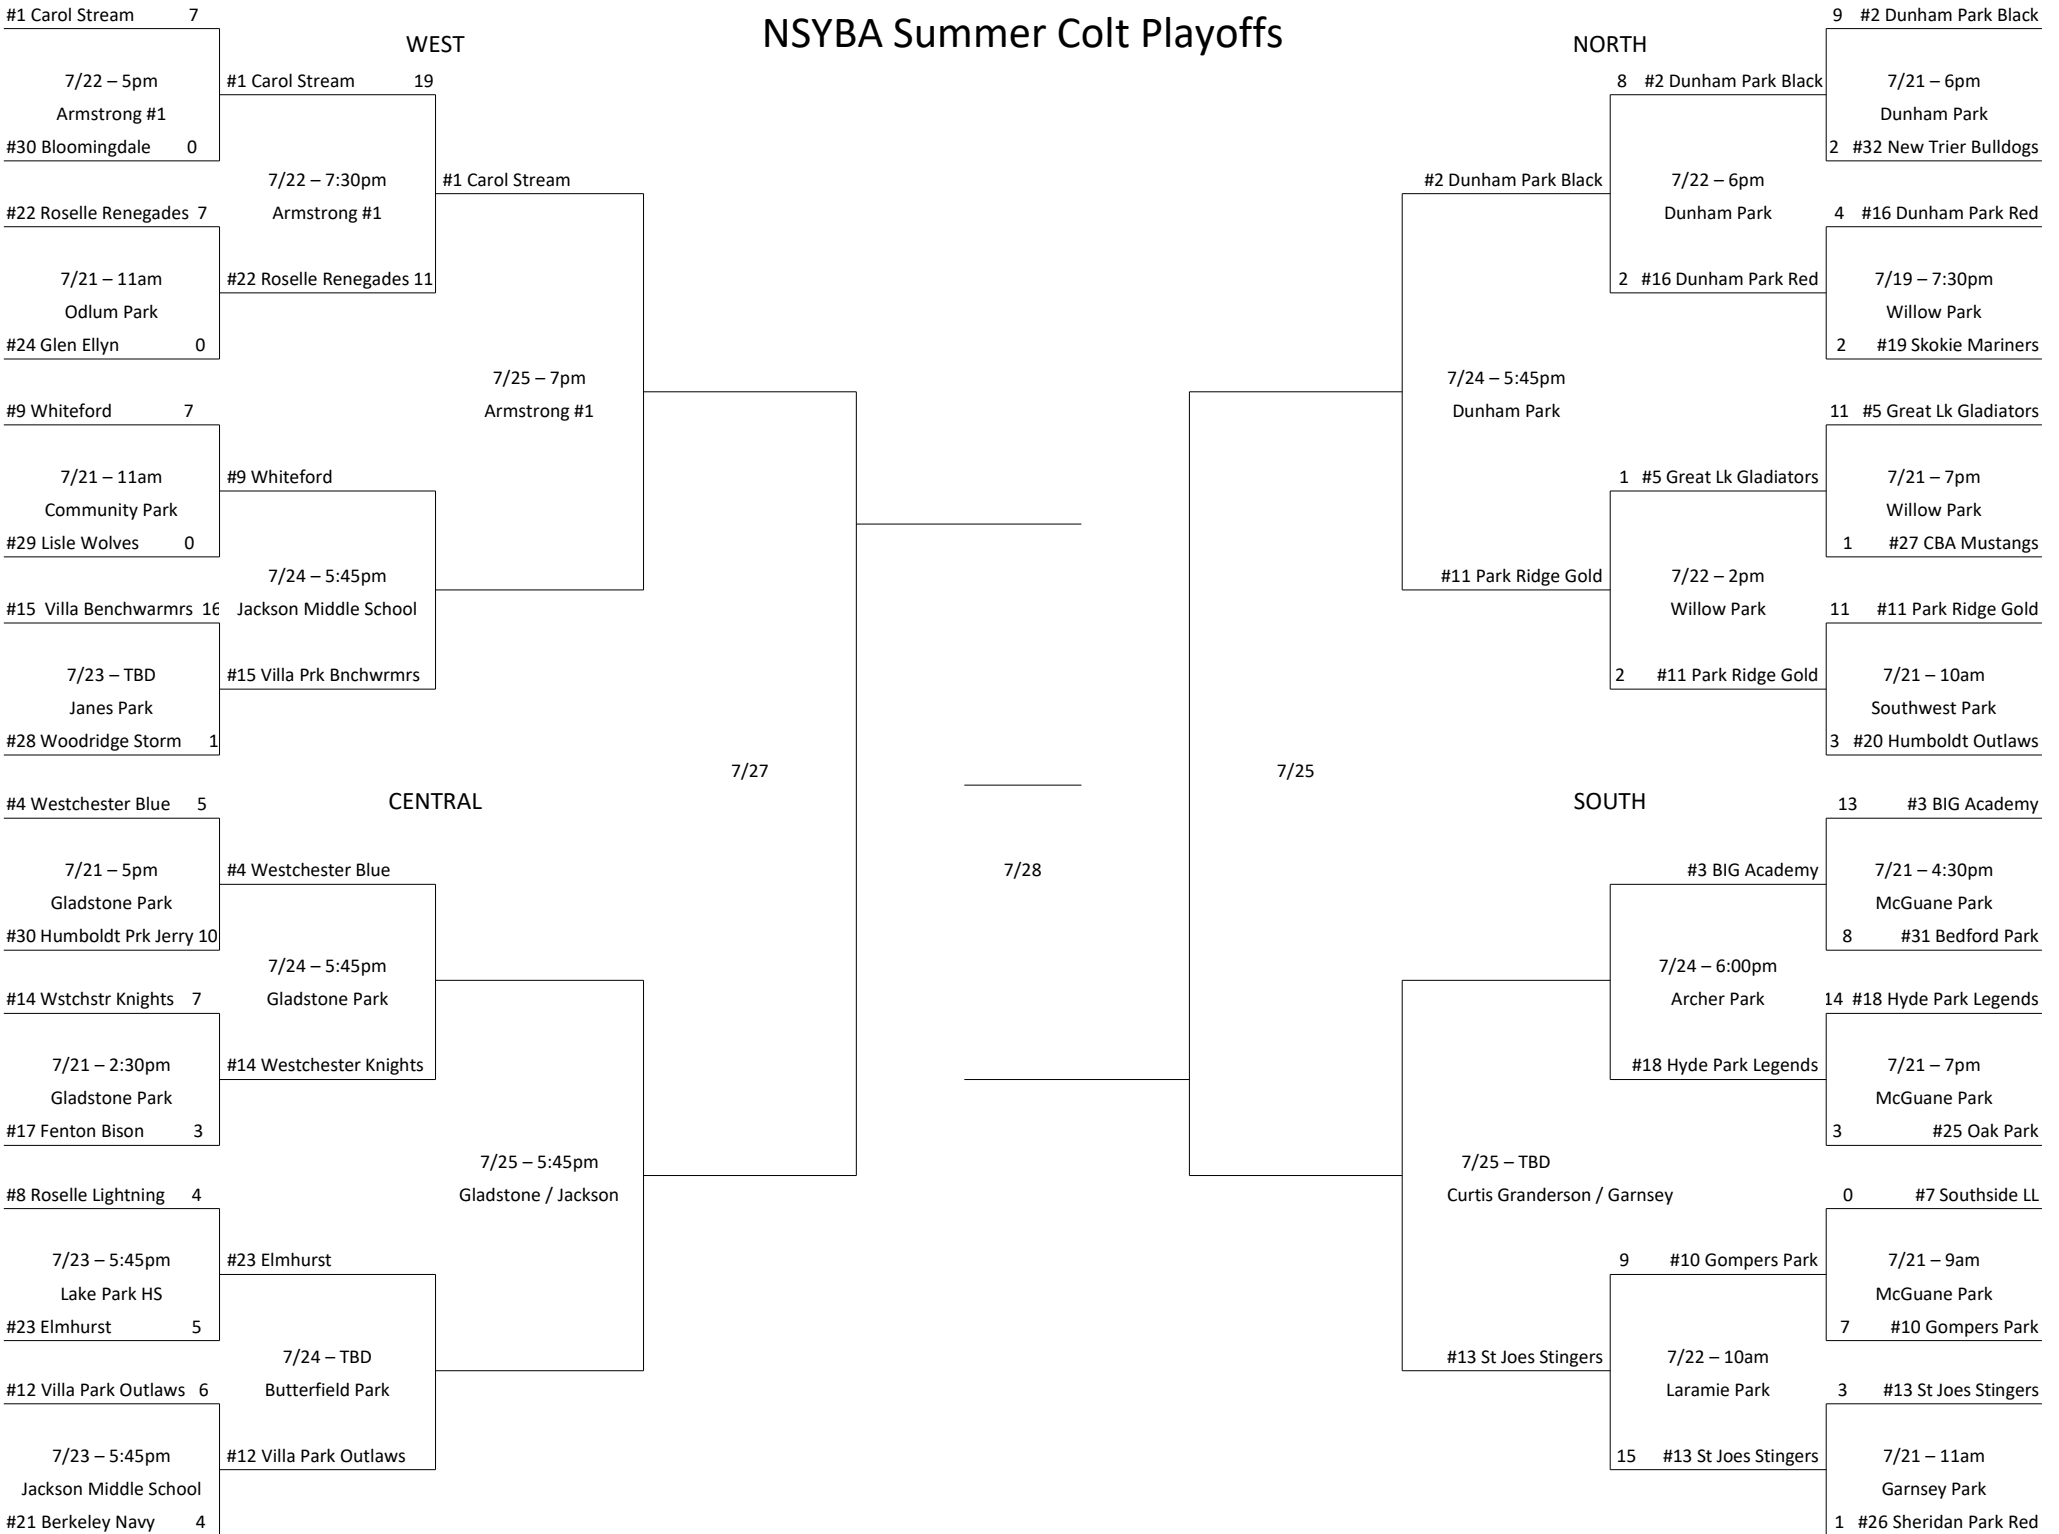 NSYBA Summer Colt Playoffs
WEST
#1 Carol Stream 7
7/22 – 5pm
Armstrong #1
#30 Bloomingdale 0
#22 Roselle Renegades 7
7/21 – 11am
Odlum Park
#24 Glen Ellyn 0
#9 Whiteford 7
7/21 – 11am
Community Park
#29 Lisle Wolves 0
#15 Villa Benchwarmrs 16
7/23 – TBD
Janes Park
#28 Woodridge Storm 1
#1 Carol Stream 19
7/22 – 7:30pm
Armstrong #1
#22 Roselle Renegades 11
#9 Whiteford
7/24 – 5:45pm
Jackson Middle School
#15 Villa Prk Bnchwrmrs
#1 Carol Stream
7/25 – 7pm
Armstrong #1
CENTRAL
#4 Westchester Blue 5
7/21 – 5pm
Gladstone Park
#30 Humboldt Prk Jerry 10
#14 Wstchstr Knights 7
7/21 – 2:30pm
Gladstone Park
#17 Fenton Bison 3
#8 Roselle Lightning 4
7/23 – 5:45pm
Lake Park HS
#23 Elmhurst 5
#12 Villa Park Outlaws 6
7/23 – 5:45pm
Jackson Middle School
#21 Berkeley Navy 4
#4 Westchester Blue
7/24 – 5:45pm
Gladstone Park
#14 Westchester Knights
#23 Elmhurst
7/24 – TBD
Butterfield Park
#12 Villa Park Outlaws
7/25 – 5:45pm
Gladstone / Jackson
7/27
7/28
7/25
NORTH
9 #2 Dunham Park Black
7/21 – 6pm
Dunham Park
2 #32 New Trier Bulldogs
4 #16 Dunham Park Red
7/19 – 7:30pm
Willow Park
2 #19 Skokie Mariners
11 #5 Great Lk Gladiators
7/21 – 7pm
Willow Park
1 #27 CBA Mustangs
11 #11 Park Ridge Gold
7/21 – 10am
Southwest Park
3 #20 Humboldt Outlaws
8 #2 Dunham Park Black
7/22 – 6pm
Dunham Park
2 #16 Dunham Park Red
1 #5 Great Lk Gladiators
7/22 – 2pm
Willow Park
2 #11 Park Ridge Gold
#2 Dunham Park Black
7/24 – 5:45pm
Dunham Park
#11 Park Ridge Gold
SOUTH
13 #3 BIG Academy
7/21 – 4:30pm
McGuane Park
8 #31 Bedford Park
14 #18 Hyde Park Legends
7/21 – 7pm
McGuane Park
3 #25 Oak Park
0 #7 Southside LL
7/21 – 9am
McGuane Park
7 #10 Gompers Park
3 #13 St Joes Stingers
7/21 – 11am
Garnsey Park
1 #26 Sheridan Park Red
#3 BIG Academy
7/24 – 6:00pm
Archer Park
#18 Hyde Park Legends
9 #10 Gompers Park
7/22 – 10am
Laramie Park
15 #13 St Joes Stingers
7/25 – TBD
Curtis Granderson / Garnsey
#13 St Joes Stingers